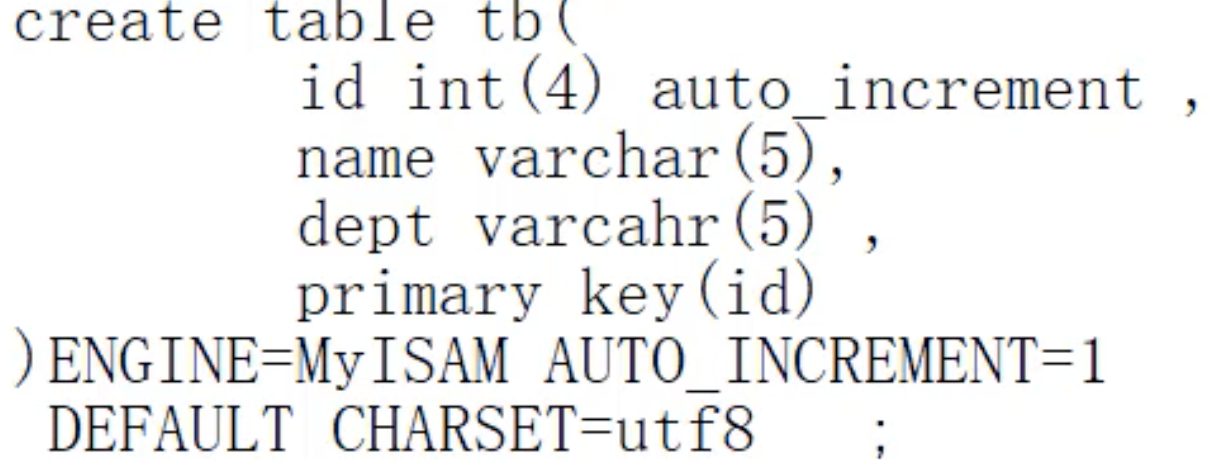 create table tb(
id int(4) auto_increment ,
name varchar(5),
dept varcahr(5) ,
primary key(id)
)ENGINE=MyISAM AUTO_INCREMENT=1
DEFAULT CHARSET=utf8 ;